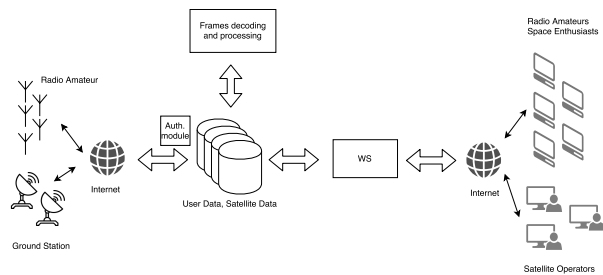 Frames decoding
and processing
Radio Amateurs
Space Enthusiasts
Radio Amateur
Auth.
module
WS
Internet
Internet
User Data, Satellite Data
Ground Station
Satellite Operators